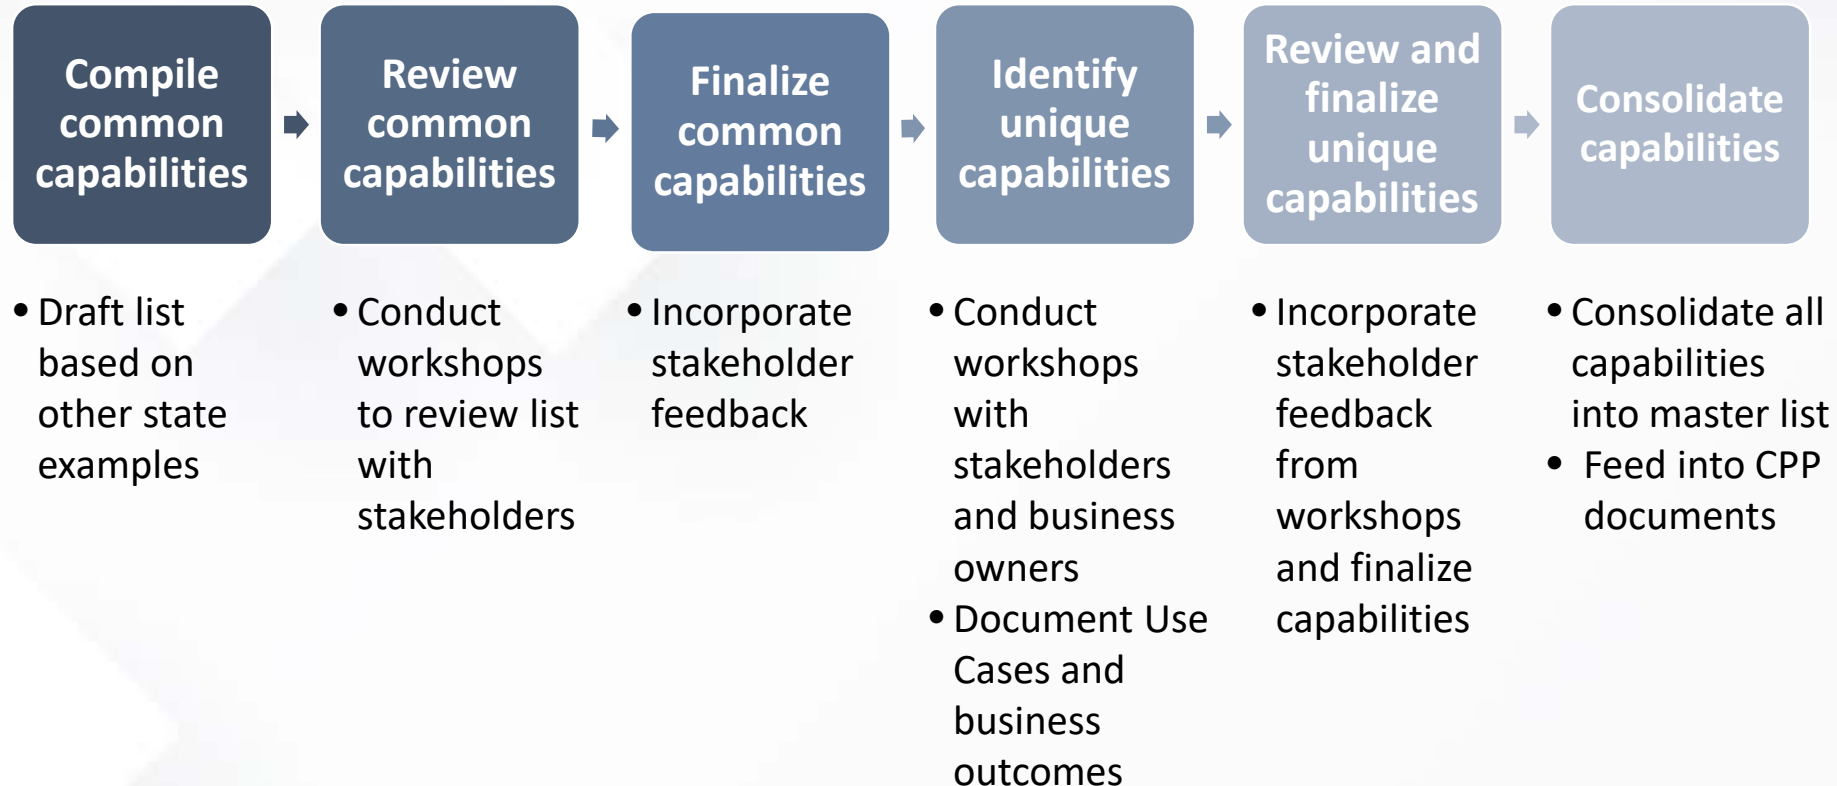 Compile
common
capabilities
Review
common
capabilities
Finalize
common
capabilities
Identify
unique
capabilities
Review and
finalize
unique
capabilities
Consolidate
capabilities
• Draft list
based on
other state
examples
• Conduct
workshops
to review list
with
stakeholders
• Incorporate
stakeholder
feedback
• Conduct
workshops
with
stakeholders
and business
owners
• Document Use
Cases and
business
outcomes
• Incorporate
stakeholder
feedback
from
workshops
and finalize
capabilities
• Consolidate all
capabilities
into master list
• Feed into CPP
documents